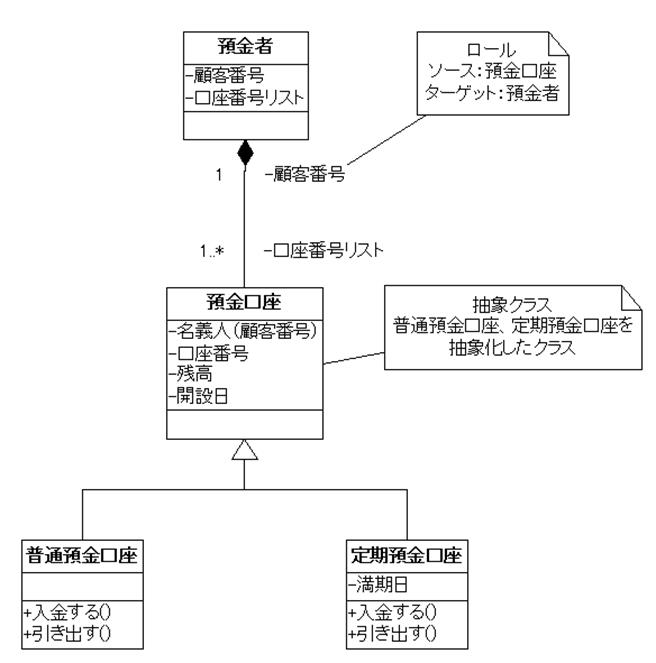 預金者
-顧客番号
-口座番号リスト
ロール
ソース:預金口座
ターゲット:預金者
1
-顧客番号
1..*
-口座番号リスト
預金口座
-名義人(顧客番号)
-口座番号
-残高
-開設日
抽象クラス
普通預金口座、定期預金口座を
抽象化したクラス
普通預金口座
+入金する()
+引き出す()
定期預金口座
-満期日
+入金する()
+引き出す()